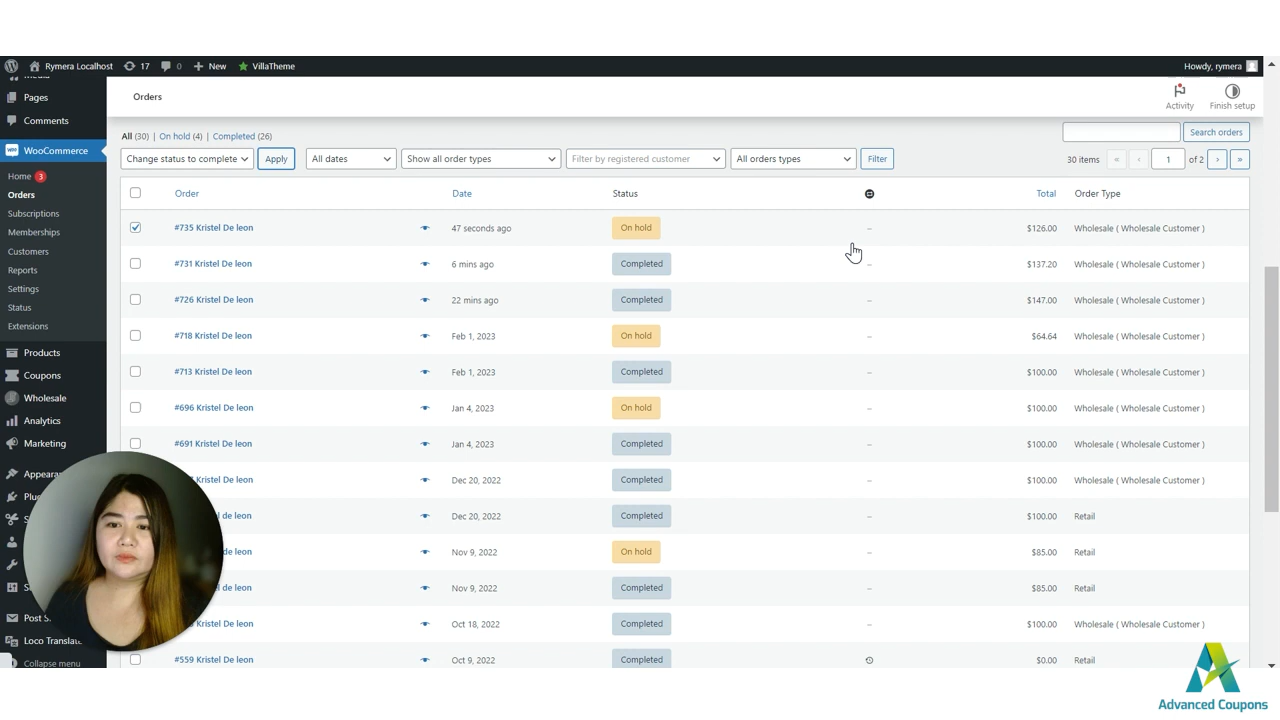 Rymera Localhost 17 0 New VillaTheme Howdy, rymera
Pages
Comments
WooCommerce
Home 3
Orders
Subscriptions
Memberships
Customers
Reports
Settings
Status
Extensions
Products
Coupons
Wholesale
Analytics
Marketing
Loco Translate
Collapse menu
Orders
Activity
Finish setup
All (30) | On hold (4) | Completed (26)
Search orders
Change status to complete Apply All dates Show all order types Filter by registered customer All orders types Filter 30 items « ‹ 1 of 2 › »
Order Date Status Total Order Type
#735 Kristel De leon 47 seconds ago On hold – $126.00 Wholesale ( Wholesale Customer )
#731 Kristel De leon 6 mins ago Completed – $137.20 Wholesale ( Wholesale Customer )
#726 Kristel De leon 22 mins ago Completed – $147.00 Wholesale ( Wholesale Customer )
#718 Kristel De leon Feb 1, 2023 On hold – $64.64 Wholesale ( Wholesale Customer )
#713 Kristel De leon Feb 1, 2023 Completed – $100.00 Wholesale ( Wholesale Customer )
#696 Kristel De leon Jan 4, 2023 On hold – $100.00 Wholesale ( Wholesale Customer )
#691 Kristel De leon Jan 4, 2023 Completed – $100.00 Wholesale ( Wholesale Customer )
Kristel De leon Dec 20, 2022 Completed – $100.00 Wholesale ( Wholesale Customer )
de leon Dec 20, 2022 Completed – $100.00 Retail
de leon Nov 9, 2022 On hold – $85.00 Retail
de leon Nov 9, 2022 Completed – $85.00 Retail
Kristel De leon Oct 18, 2022 Completed – $100.00 Wholesale ( Wholesale Customer )
#559 Kristel De leon Oct 9, 2022 Completed $0.00 Retail
Advanced Coupons